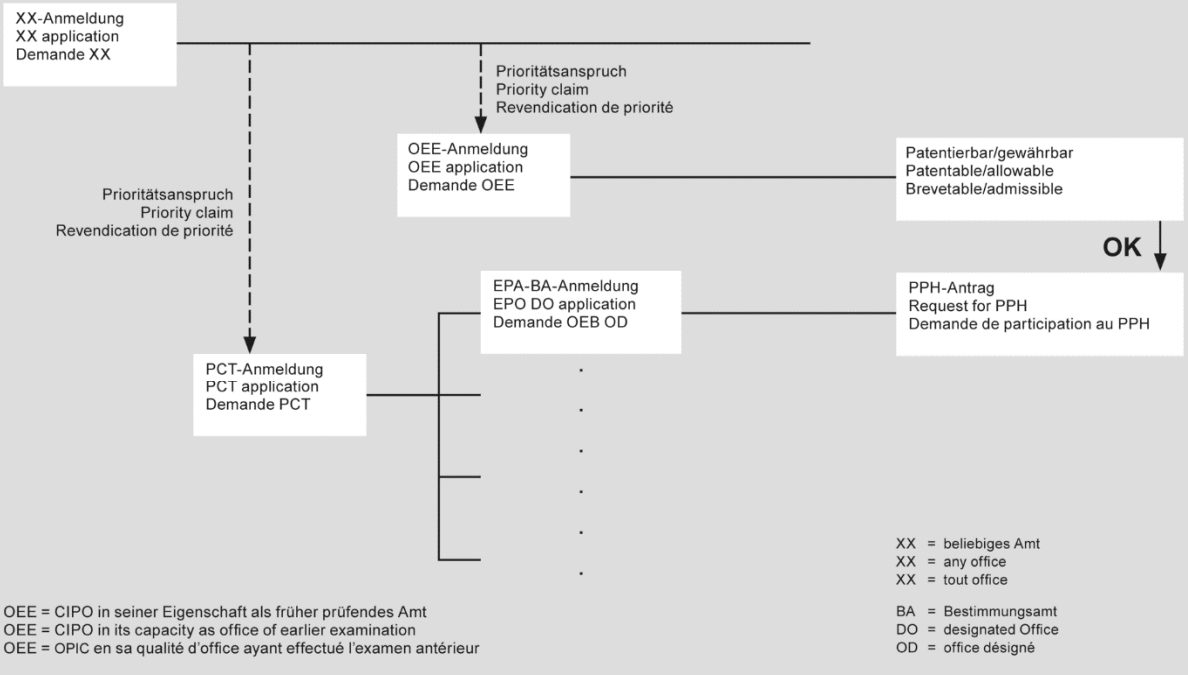 XX-Anmeldung
XX application
Demande XX
Prioritätsanspruch
Priority claim
Revendication de priorité
OEE-Anmeldung
OEE application
Demande OEE
Patentierbar/gewährbar
Patentable/allowable
Brevetable/admissible
Prioritätsanspruch
Priority claim
Revendication de priorité
OK
EPA-BA-Anmeldung
EPO DO application
Demande OEB OD
PPH-Antrag
Request for PPH
Demande de participation au PPH
PCT-Anmeldung
PCT application
Demande PCT
XX = beliebiges Amt
XX = any office
XX = tout office
BA = Bestimmungsamt
DO = designated Office
OD = office désigné
OEE = CIPO in seiner Eigenschaft als früher prüfendes Amt
OEE = CIPO in its capacity as office of earlier examination
OEE = OPIC en sa qualité d'office ayant effectué l'examen antérieur